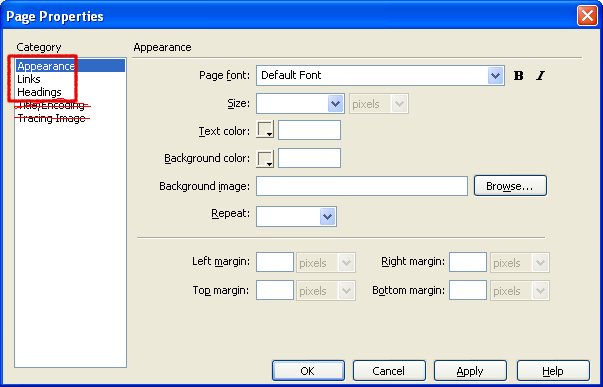 Page Properties
Category
Appearance
Links
Headings
Title/Encoding
Tracing Image
Appearance
Page font: Default Font B I
Size: pixels
Text color:
Background color:
Background image: Browse...
Repeat:
Left margin: pixels Right margin: pixels
Top margin: pixels Bottom margin: pixels
OK Cancel Apply Help